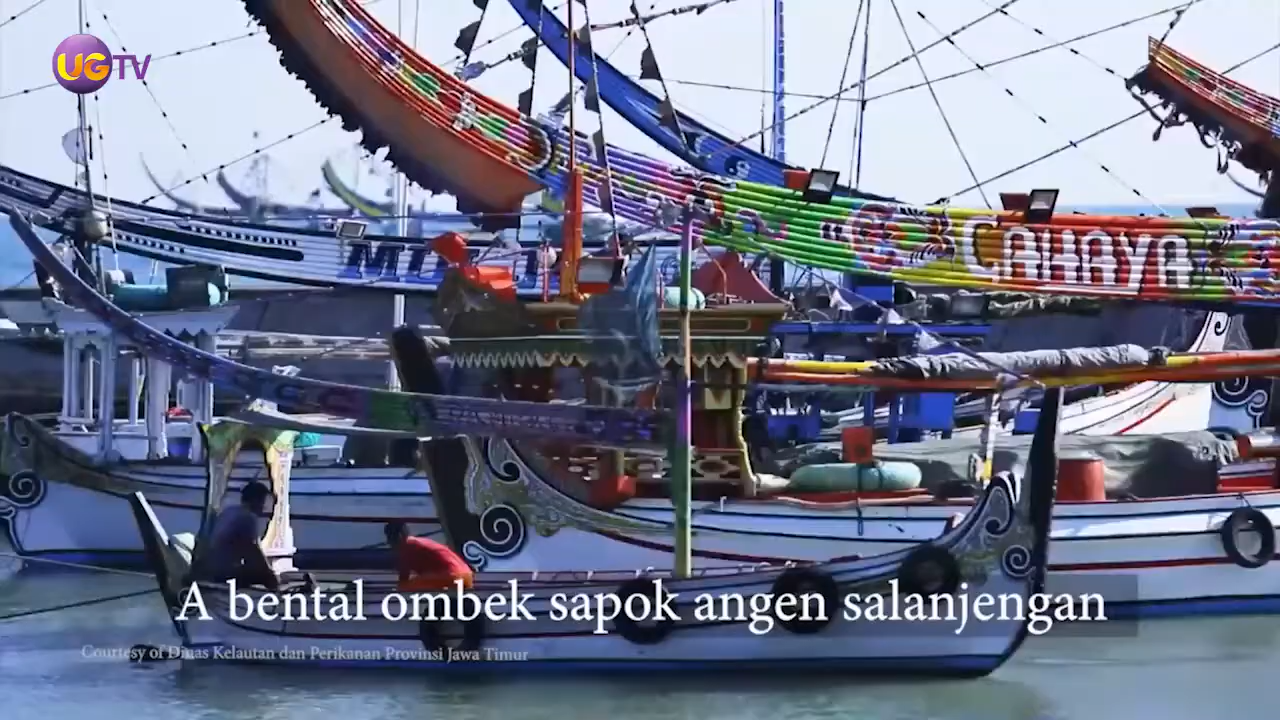 UGTV
CAHAYA
A bental ombek sapok angen salanjengan
Courtesy of Dinas Kelautan dan Perikanan Provinsi Jawa Timur